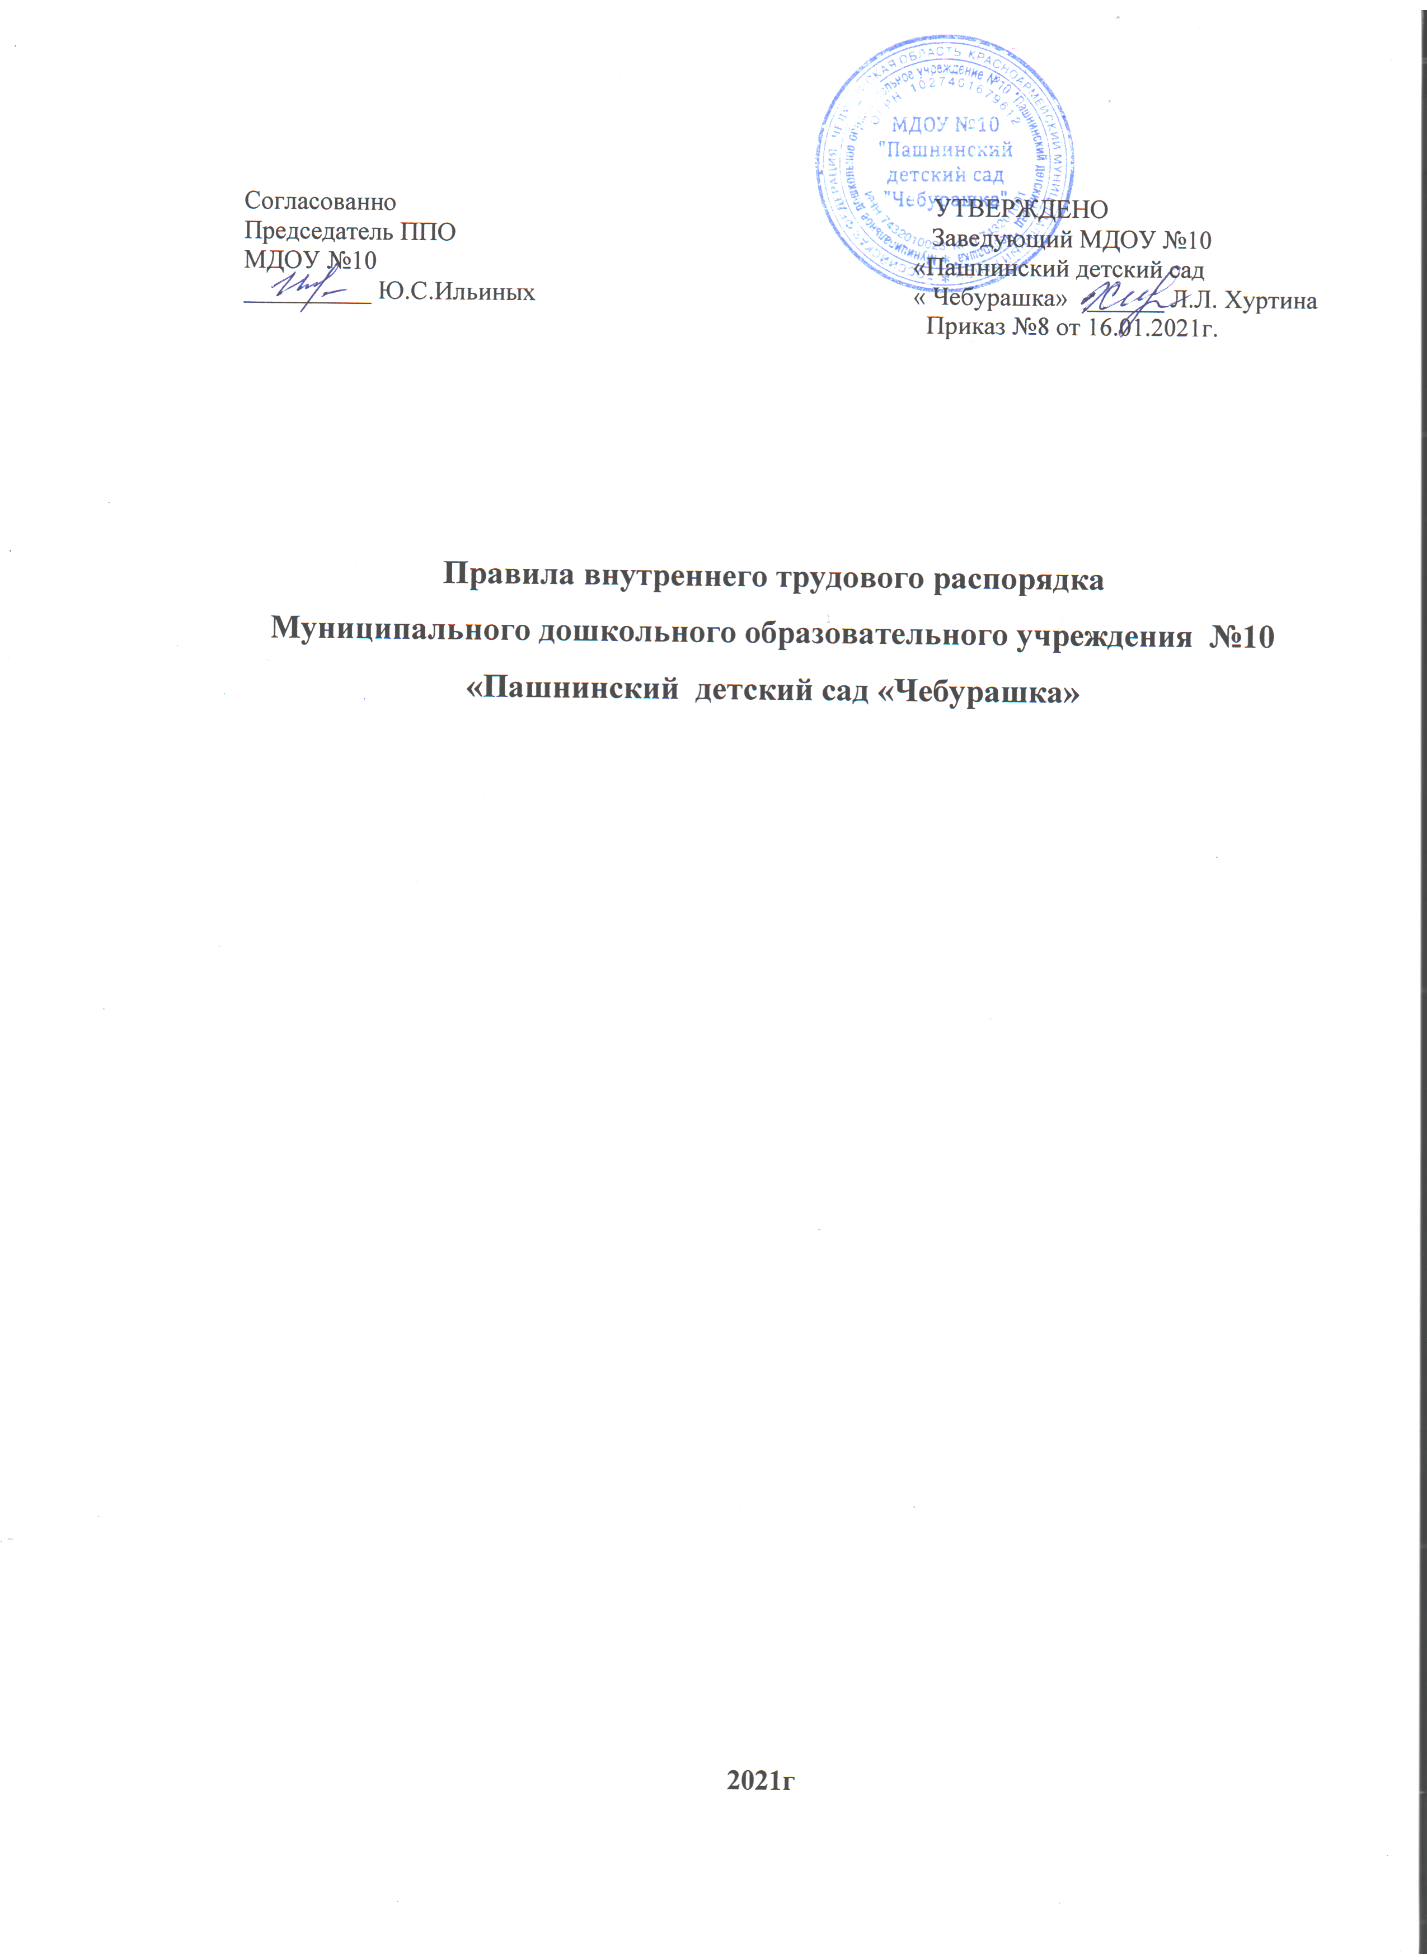 МДОУ №10
"Пашнинский
детский сад
"Чебурашка"
Согласованно
Председатель ППО
МДОУ №10
Ю.С.Ильиных
УТВЕРЖДЕНО
Заведующий МДОУ №10
«Пашнинский детский сад
« Чебурашка» Л.Л. Хуртина
Приказ №8 от 16.01.2021г.
Правила внутреннего трудового распорядка
Муниципального дошкольного образовательного учреждения №10
«Пашнинский детский сад «Чебурашка»
2021г